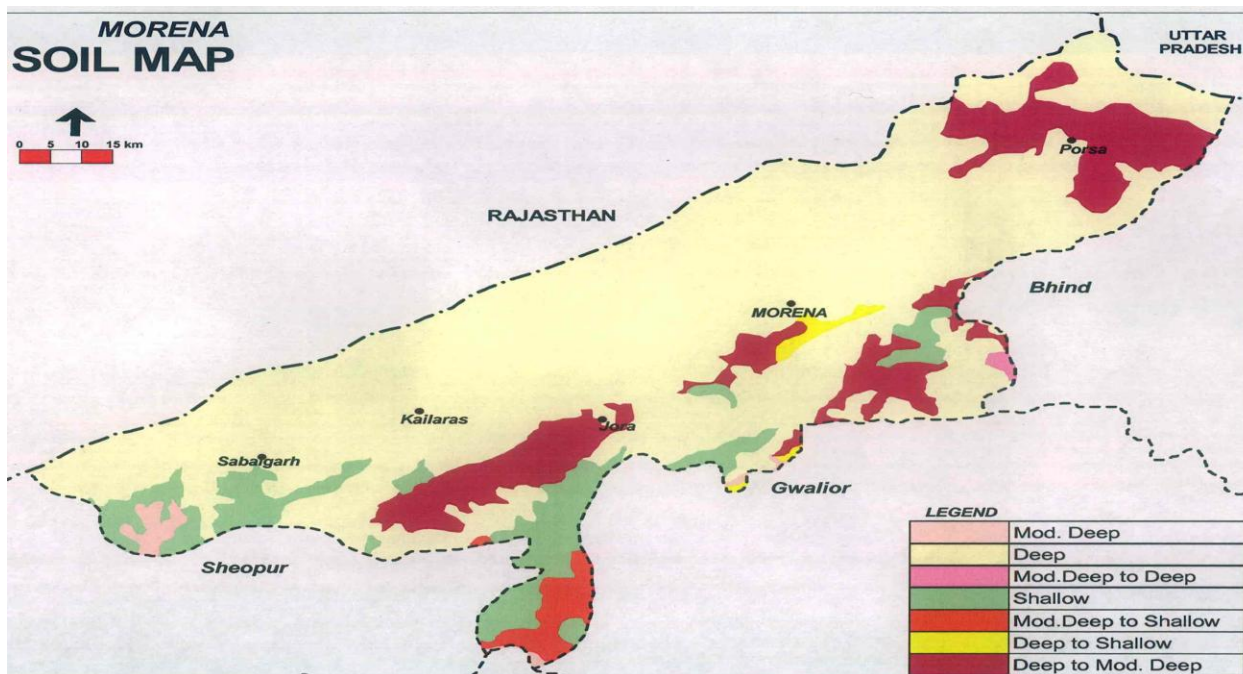 MORENA
SOIL MAP
0 5 10 15 km
UTTAR
PRADESH
Porsa
RAJASTHAN
Bhind
MORENA
Kailaras
Jora
Sabalgarh
Gwalior
Sheopur
LEGEND
Mod. Deep
Deep
Mod.Deep to Deep
Shallow
Mod.Deep to Shallow
Deep to Shallow
Deep to Mod. Deep